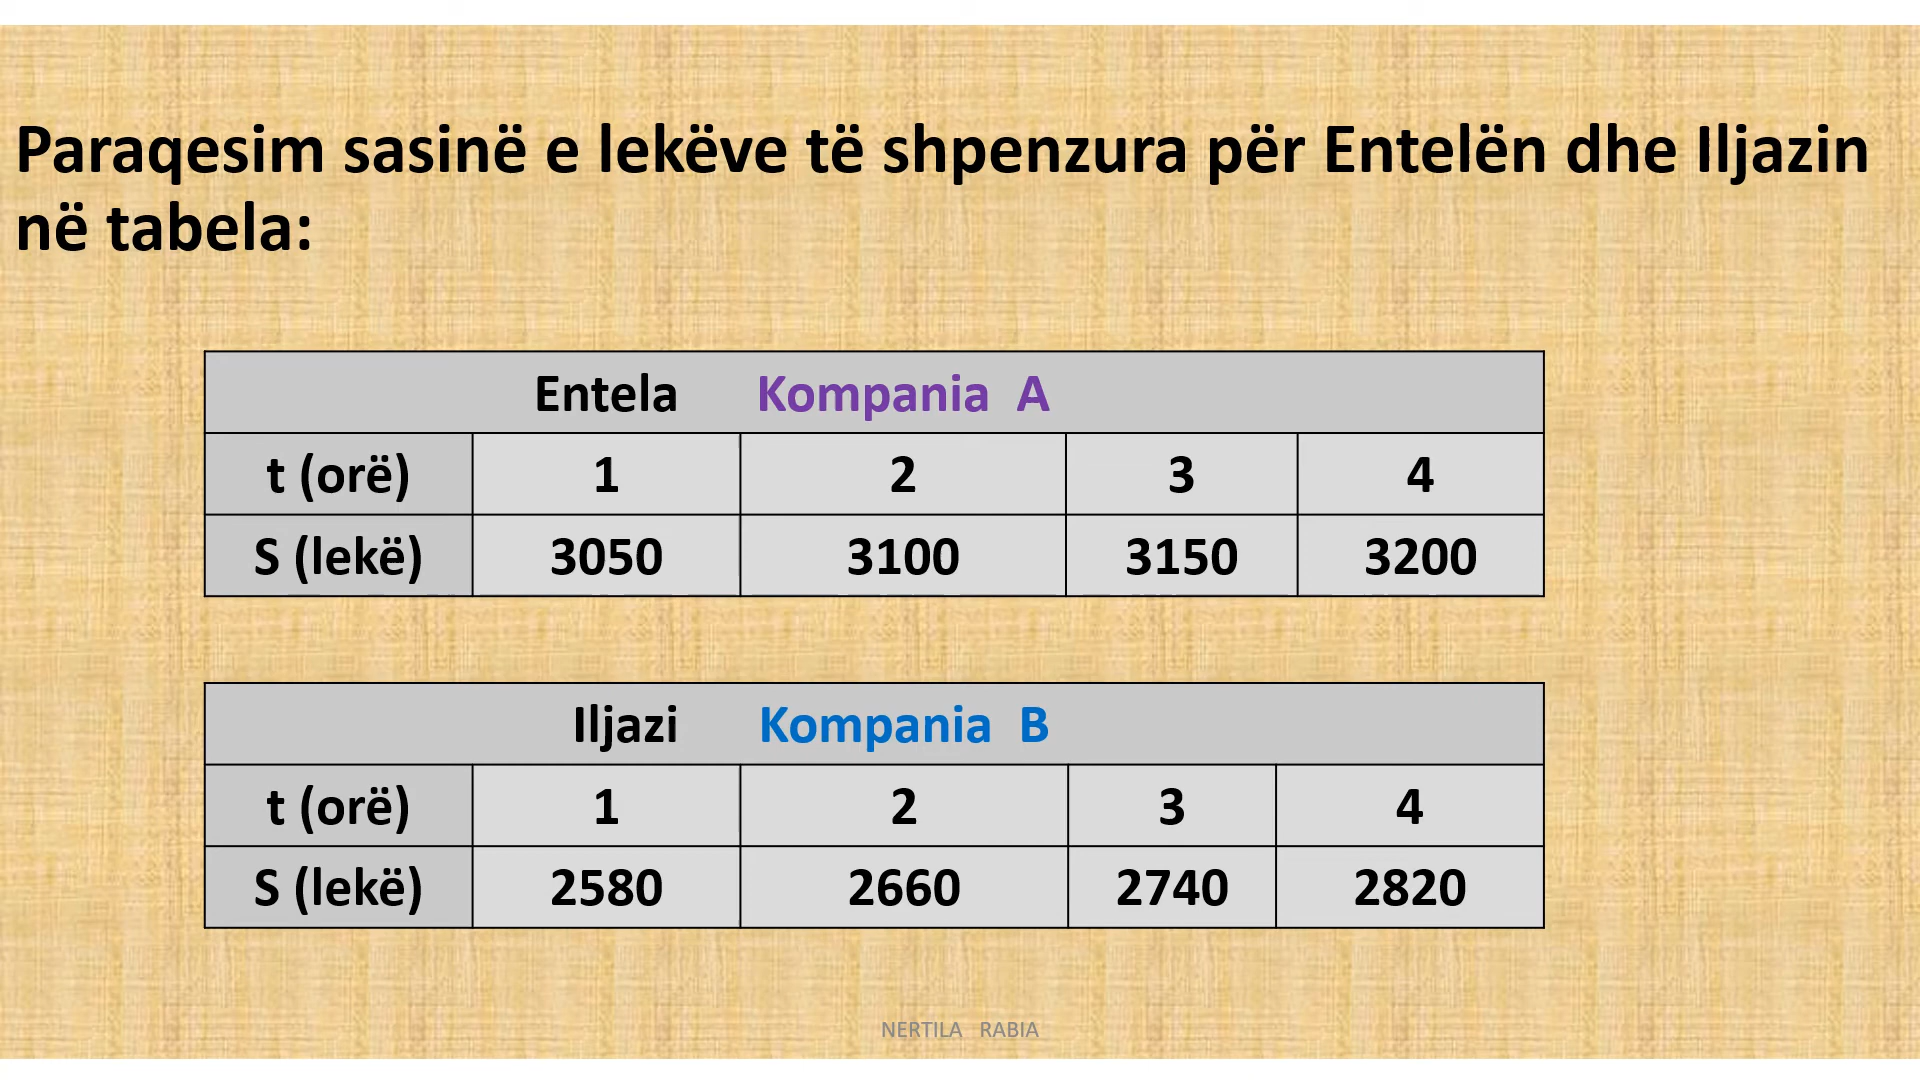 Paraqesim sasinë e lekëve të shpenzura për Entelën dhe Iljazin
në tabela:
Entela Kompania A
t (orë) 1 2 3 4
S (lekë) 3050 3100 3150 3200
Iljazi Kompania B
t (orë) 1 2 3 4
S (lekë) 2580 2660 2740 2820
NERTILA RABIA